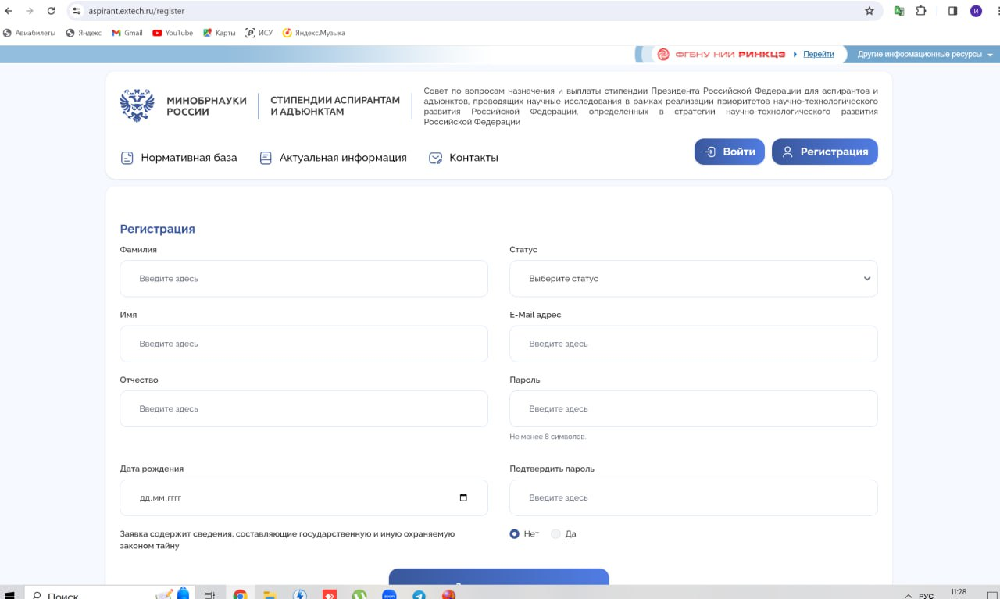 aspirant.extech.ru/register
И
Авиабилеты
Яндекс
Gmail
YouTube
Карты
ИСУ
Яндекс.Музыка
ФГБНУ НИИ РИНКЦЭ
Перейти
Другие информационные ресурсы
МИНОБРНАУКИ
РОССИИ
СТИПЕНДИИ АСПИРАНТАМ
И АДЪЮНКТАМ
Совет по вопросам назначения и выплаты стипендии Президента Российской Федерации для аспирантов и
адъюнктов, проводящих научные исследования в рамках реализации приоритетов научно-технологического
развития Российской Федерации, определенных в стратегии научно-технологического развития
Российской Федерации
Нормативная база
Актуальная информация
Контакты
Войти
Регистрация
Регистрация
Фамилия
Введите здесь
Статус
Выберите статус
Имя
Введите здесь
E-Mail адрес
Введите здесь
Отчество
Введите здесь
Пароль
Введите здесь
Не менее 8 символов.
Дата рождения
дд.мм.гггг
Подтвердить пароль
Введите здесь
Заявка содержит сведения, составляющие государственную и иную охраняемую
законом тайну
Нет
Да
Поиск
zoom
РУС
11:28